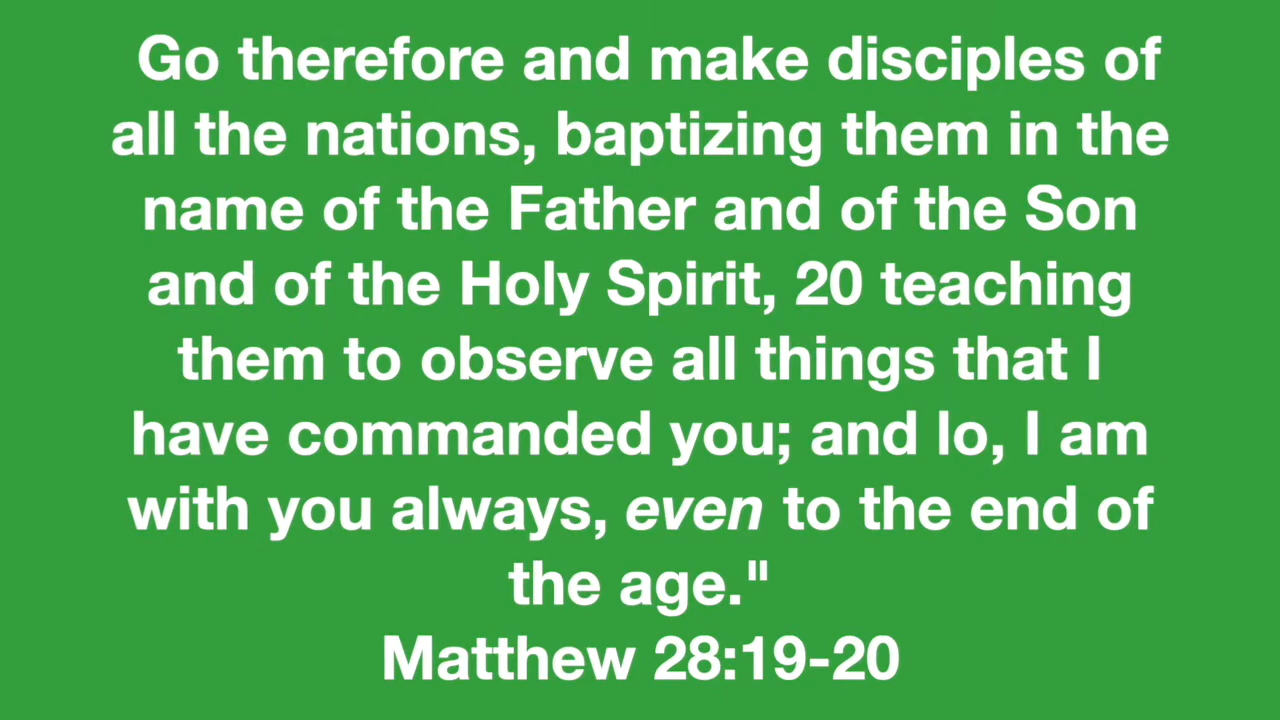 Go therefore and make disciples of
all the nations, baptizing them in the
name of the Father and of the Son
and of the Holy Spirit, 20 teaching
them to observe all things that I
have commanded you; and lo, I am
with you always, even to the end of
the age."
Matthew 28:19-20